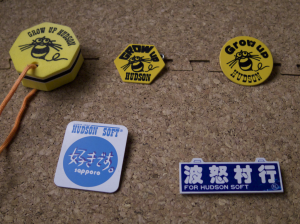 GROW UP HUDSON
GROW UP
HUDSON
Grow up
HUDSON
HUDSON SOFT
好きです。
sapporo
波怒村行
FOR HUDSON SOFT